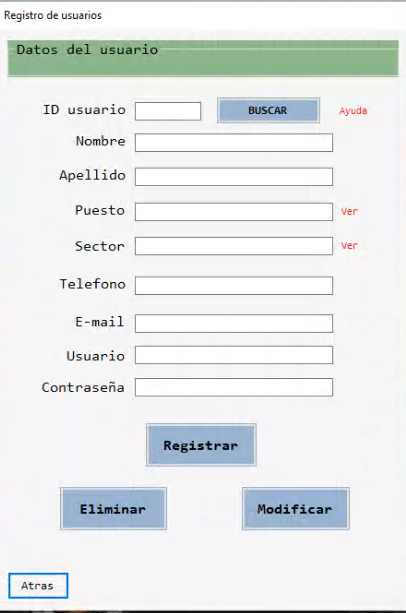 Registro de usuarios
Datos del usuario
ID usuario BUSCAR Ayuda
Nombre
Apellido
Puesto Ver
Sector Ver
Telefono
E-mail
Usuario
Contraseña
Registrar
Eliminar Modificar
Atras